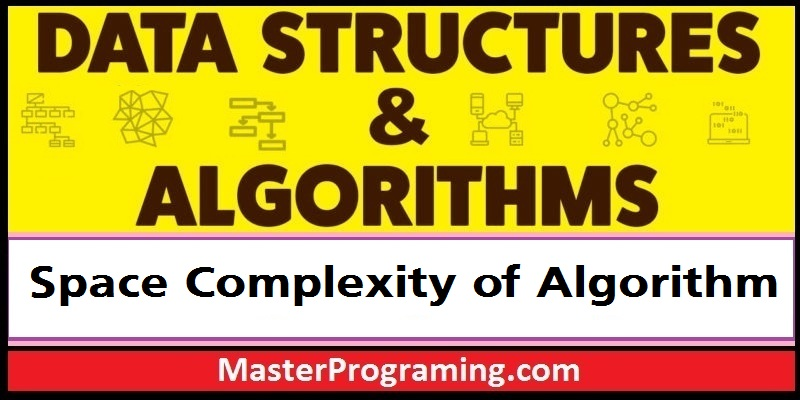 DATA STRUCTURES
&
ALGORITHMS
Space Complexity of Algorithm
MasterPrograming.com